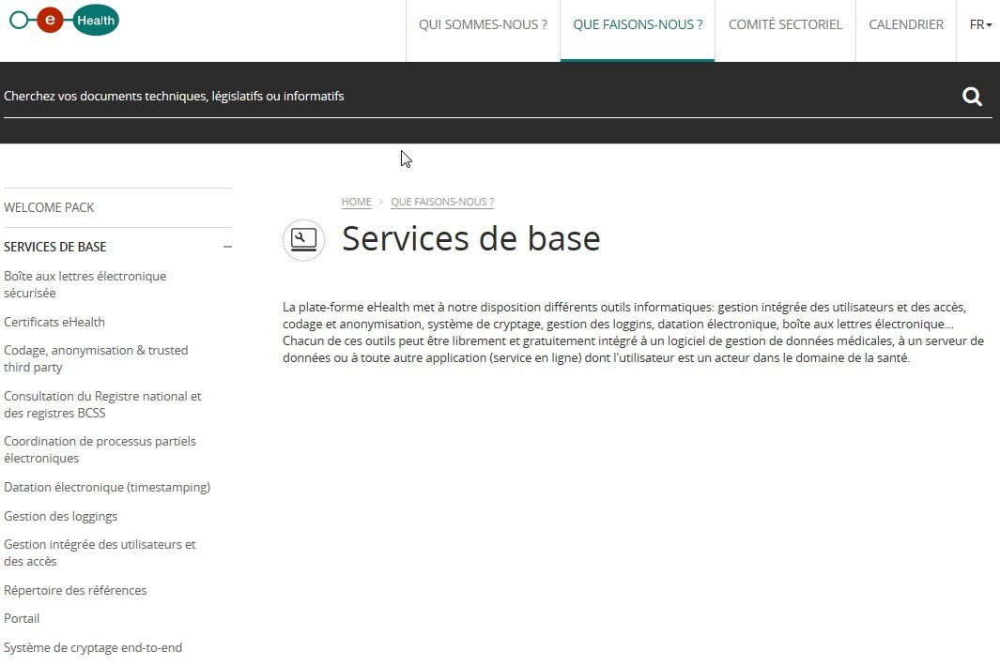 e Health
QUI SOMMES-NOUS ?
QUE FAISONS-NOUS ?
COMITÉ SECTORIEL
CALENDRIER
FR
Cherchez vos documents techniques, législatifs ou informatifs
WELCOME PACK
SERVICES DE BASE
Boîte aux lettres électronique
sécurisée
Certificats eHealth
Codage, anonymisation & trusted
third party
Consultation du Registre national et
des registres BCSS
Coordination de processus partiels
électroniques
Datation électronique (timestamping)
Gestion des loggings
Gestion intégrée des utilisateurs et
des accès
Répertoire des références
Portail
Système de cryptage end-to-end
HOME > QUE FAISONS-NOUS ?
Services de base
La plate-forme eHealth met à notre disposition différents outils informatiques: gestion intégrée des utilisateurs et des accès,
codage et anonymisation, système de cryptage, gestion des loggins, datation électronique, boîte aux lettres électronique...
Chacun de ces outils peut être librement et gratuitement intégré à un logiciel de gestion de données médicales, à un serveur de
données ou à toute autre application (service en ligne) dont l'utilisateur est un acteur dans le domaine de la santé.